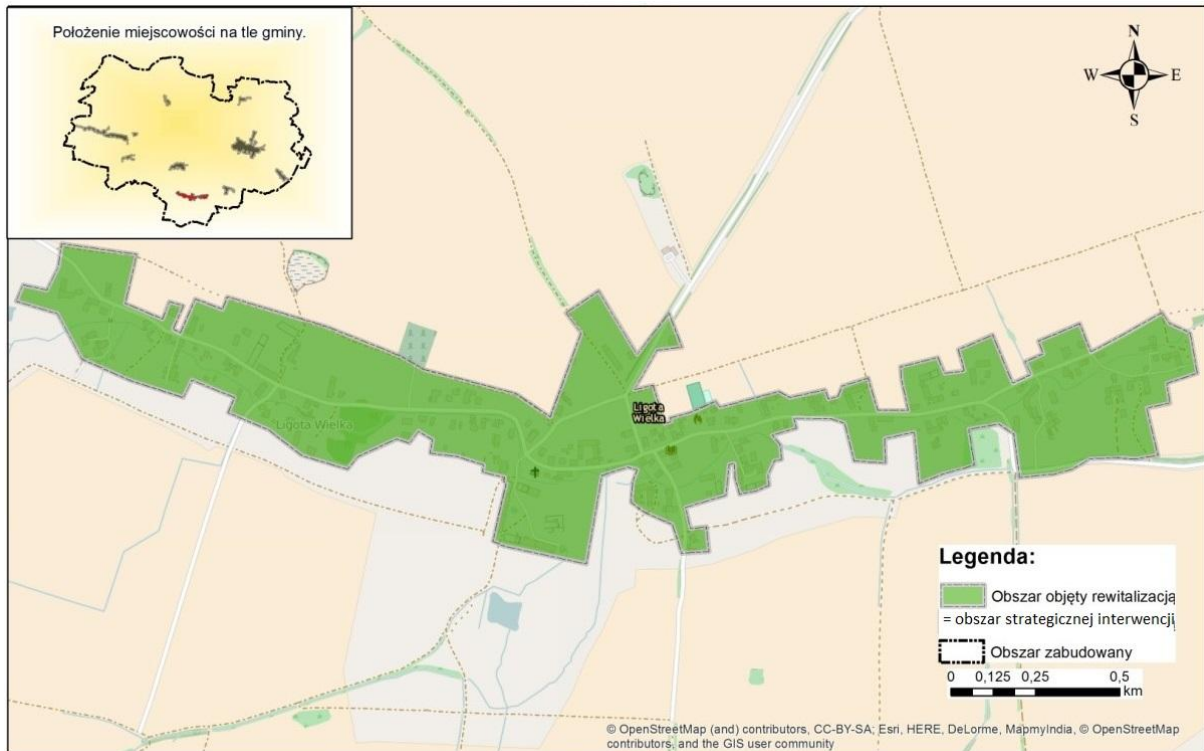 Położenie miejscowości na tle gminy.
N
W E
S
Ligota
Wielka
Ligota Wielka
Legenda:
Obszar objęty rewitalizacją
= obszar strategicznej interwencji
Obszar zabudowany
0 0,125 0,25 0,5
km
© OpenStreetMap (and) contributors, CC-BY-SA; Esri, HERE, DeLorme, MapmyIndia, © OpenStreetMap
contributors, and the GIS user community